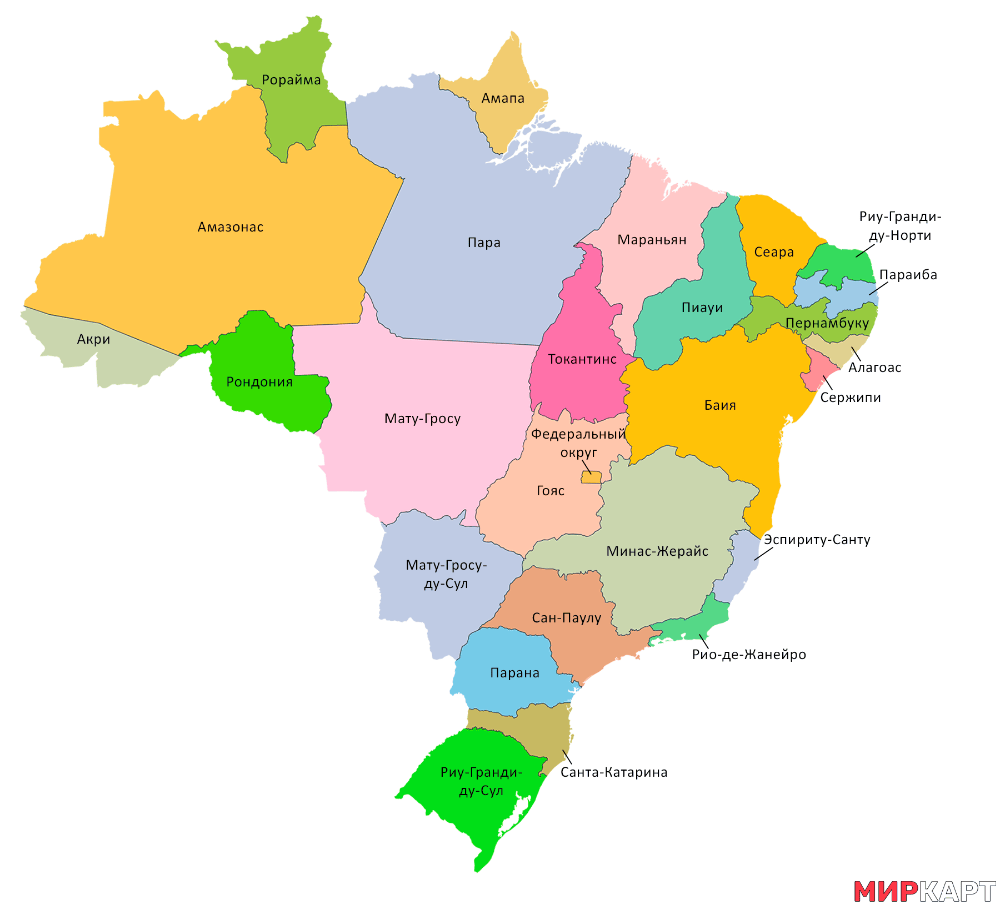 Рорайма
Амапа
Амазонас
Пара
Мараньян
Сеара
Риу-Гранди-
ду-Норти
Параиба
Пиауи
Пернамбуку
Акри
Токантинс
Алагоас
Рондония
Сержипи
Баия
Мату-Гросу
Федеральный
округ
Гояс
Эспириту-Санту
Минас-Жерайс
Мату-Гросу-
ду-Сул
Сан-Паулу
Рио-де-Жанейро
Парана
Санта-Катарина
Риу-Гранди-
ду-Сул
МИРКАРТ